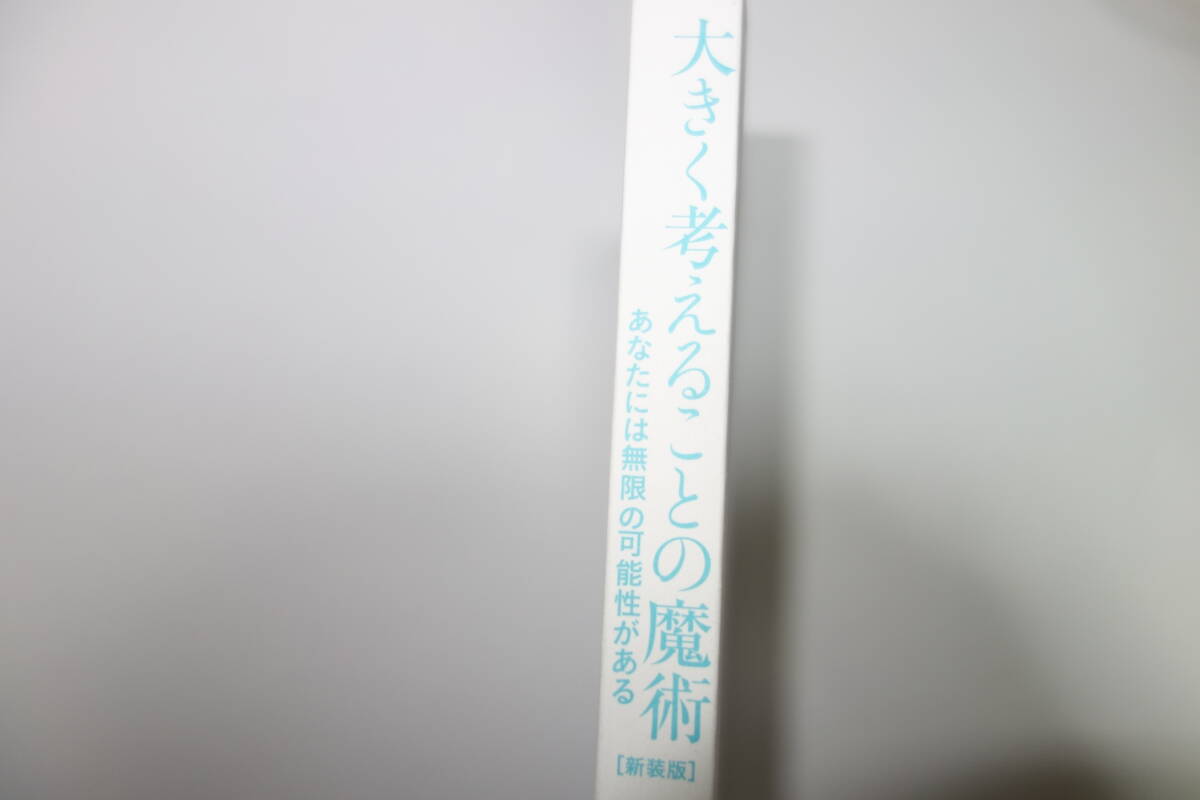 大きく考えることの魔術
あなたには無限の可能性がある
[新装版]